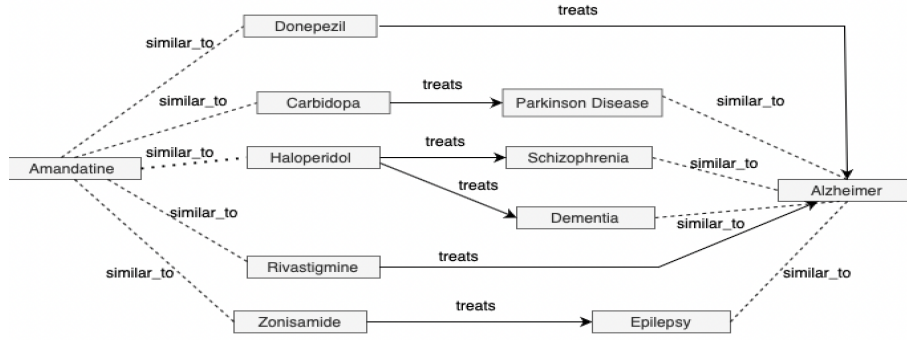 Donepezil
treats
similar_to
treats
similar_to
Carbidopa
Parkinson Disease
similar_to
similar_to
treats
Amandatine
Haloperidol
Schizophrenia
similar_to
treats
Alzheimer
similar_to
Dementia
similar_to
Rivastigmine
treats
similar_to
similar_to
treats
Zonisamide
Epilepsy